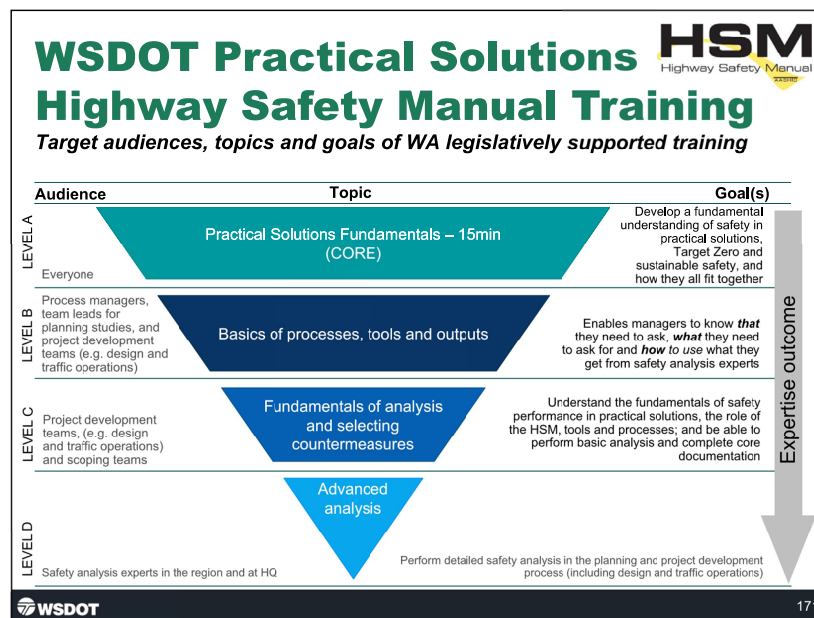 WSDOT Practical Solutions
Highway Safety Manual Training
HSM
Highway Safety Manual
AASHTO
Target audiences, topics and goals of WA legislatively supported training
Audience
Topic
Goal(s)
LEVEL A
Everyone
Practical Solutions Fundamentals – 15min
(CORE)
Develop a fundamental
understanding of safety in
practical solutions,
Target Zero and
sustainable safety, and
how they all fit together
LEVEL B
Process managers,
team leads for
planning studies, and
project development
teams (e.g. design and
traffic operations)
Basics of processes, tools and outputs
Enables managers to know that
they need to ask, what they need
to ask for and how to use what they
get from safety analysis experts
LEVEL C
Project development
teams, (e.g. design
and traffic operations)
and scoping teams
Fundamentals of analysis
and selecting
countermeasures
Understand the fundamentals of safety
performance in practical solutions, the role of
the HSM, tools and processes; and be able to
perform basic analysis and complete core
documentation
LEVEL D
Safety analysis experts in the region and at HQ
Advanced
analysis
Perform detailed safety analysis in the planning and project development
process (including design and traffic operations)
Expertise outcome
WSDOT
171